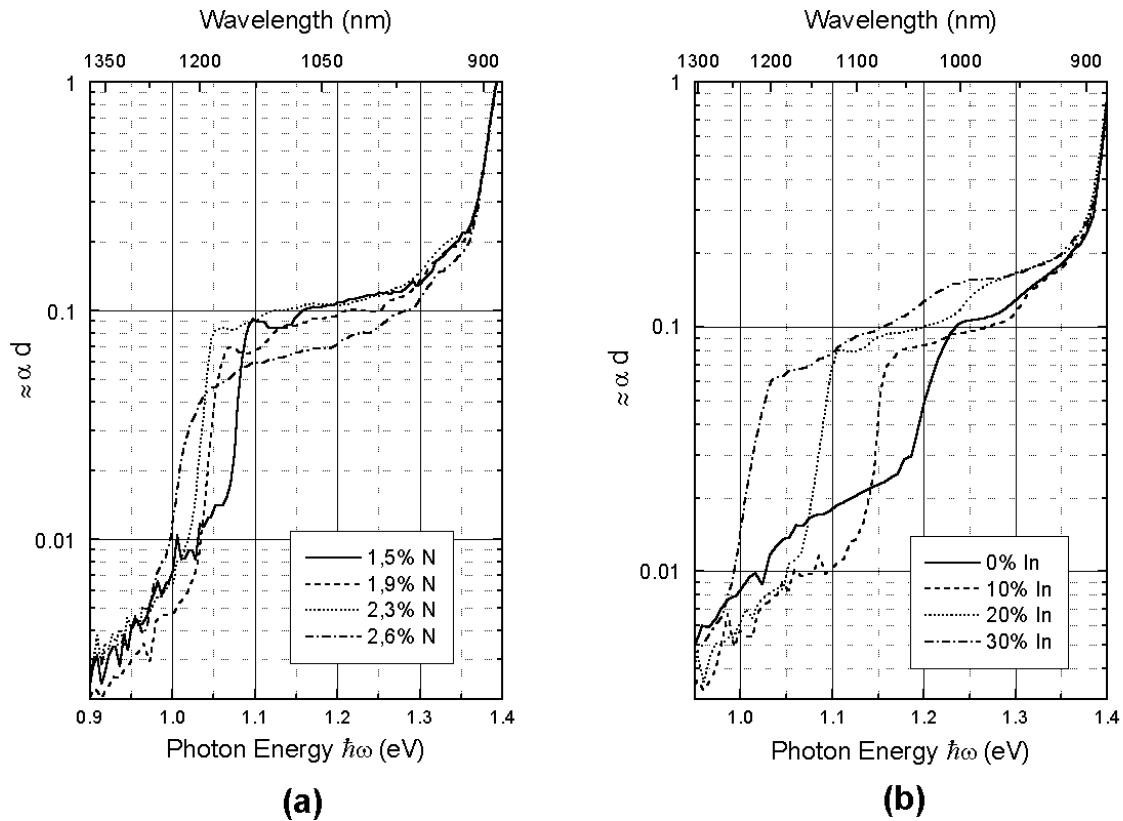 Wavelength (nm)
1350 1200 1050 900
1
0.1
0.01
≈ α d
1,5% N
1,9% N
2,3% N
2,6% N
0.9 1.0 1.1 1.2 1.3 1.4
Photon Energy ℏω (eV)
(a)
Wavelength (nm)
1300 1200 1100 1000 900
1
0.1
0.01
≈ α d
0% In
10% In
20% In
30% In
1.0 1.1 1.2 1.3 1.4
Photon Energy ℏω (eV)
(b)